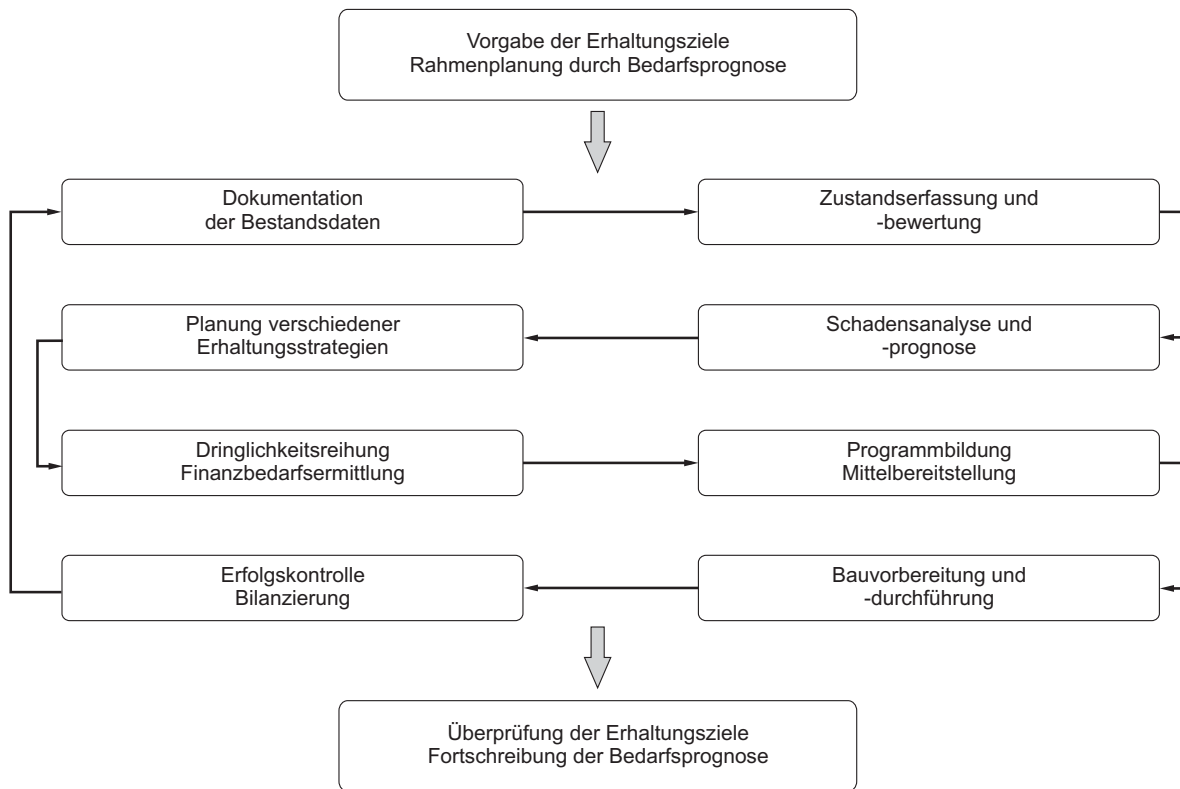 Vorgabe der Erhaltungsziele
Rahmenplanung durch Bedarfsprognose
Dokumentation
der Bestandsdaten
Zustandserfassung und
-bewertung
Planung verschiedener
Erhaltungsstrategien
Schadensanalyse und
-prognose
Dringlichkeitsreihung
Finanzbedarfsermittlung
Programmbildung
Mittelbereitstellung
Erfolgskontrolle
Bilanzierung
Bauvorbereitung und
-durchführung
Überprüfung der Erhaltungsziele
Fortschreibung der Bedarfsprognose